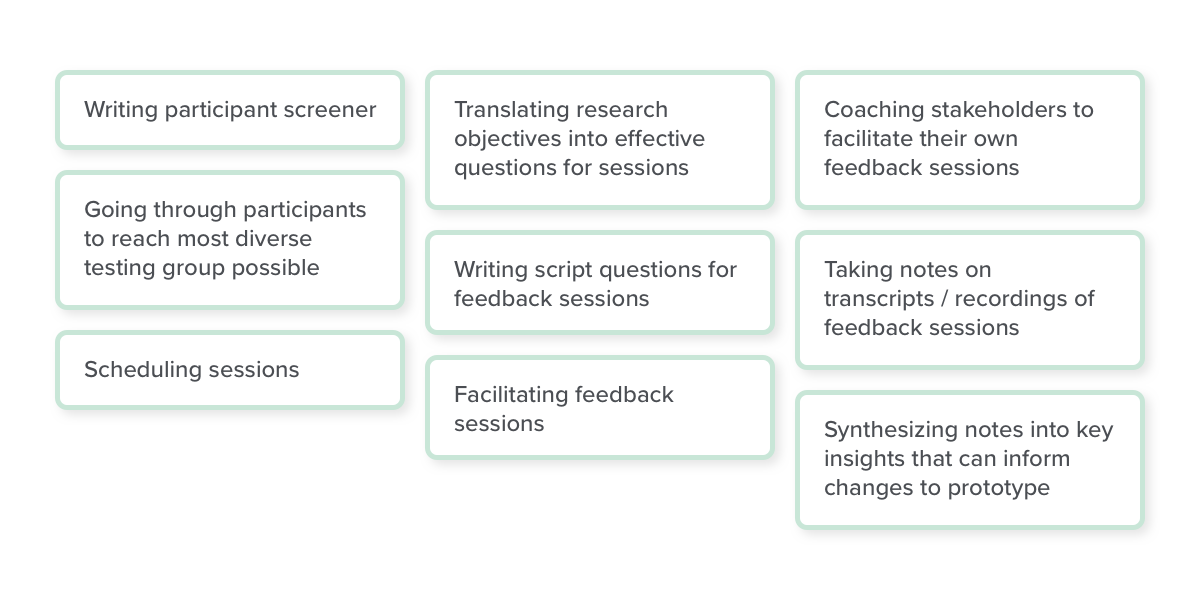 Writing participant screener
Going through participants
to reach most diverse
testing group possible
Scheduling sessions
Translating research
objectives into effective
questions for sessions
Writing script questions for
feedback sessions
Facilitating feedback
sessions
Coaching stakeholders to
facilitate their own
feedback sessions
Taking notes on
transcripts / recordings of
feedback sessions
Synthesizing notes into key
insights that can inform
changes to prototype